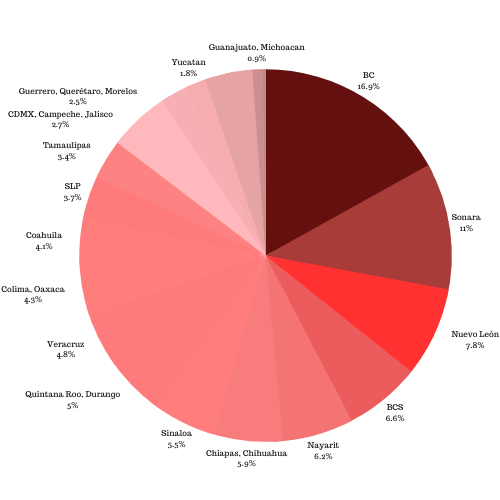 Guanajuato, Michoacan
0.9%
BC
16.9%
Sonara
11%
Nuevo León
7.8%
BCS
6.6%
Nayarit
6.2%
Chiapas, Chihuahua
5.9%
Sinaloa
5.5%
Quintana Roo, Durango
5%
Veracruz
4.8%
Colima, Oaxaca
4.3%
Coahuila
4.1%
SLP
3.7%
Tamaulipas
3.4%
CDMX, Campeche, Jalisco
2.7%
Guerrero, Querétaro, Morelos
2.5%
Yucatan
1.8%